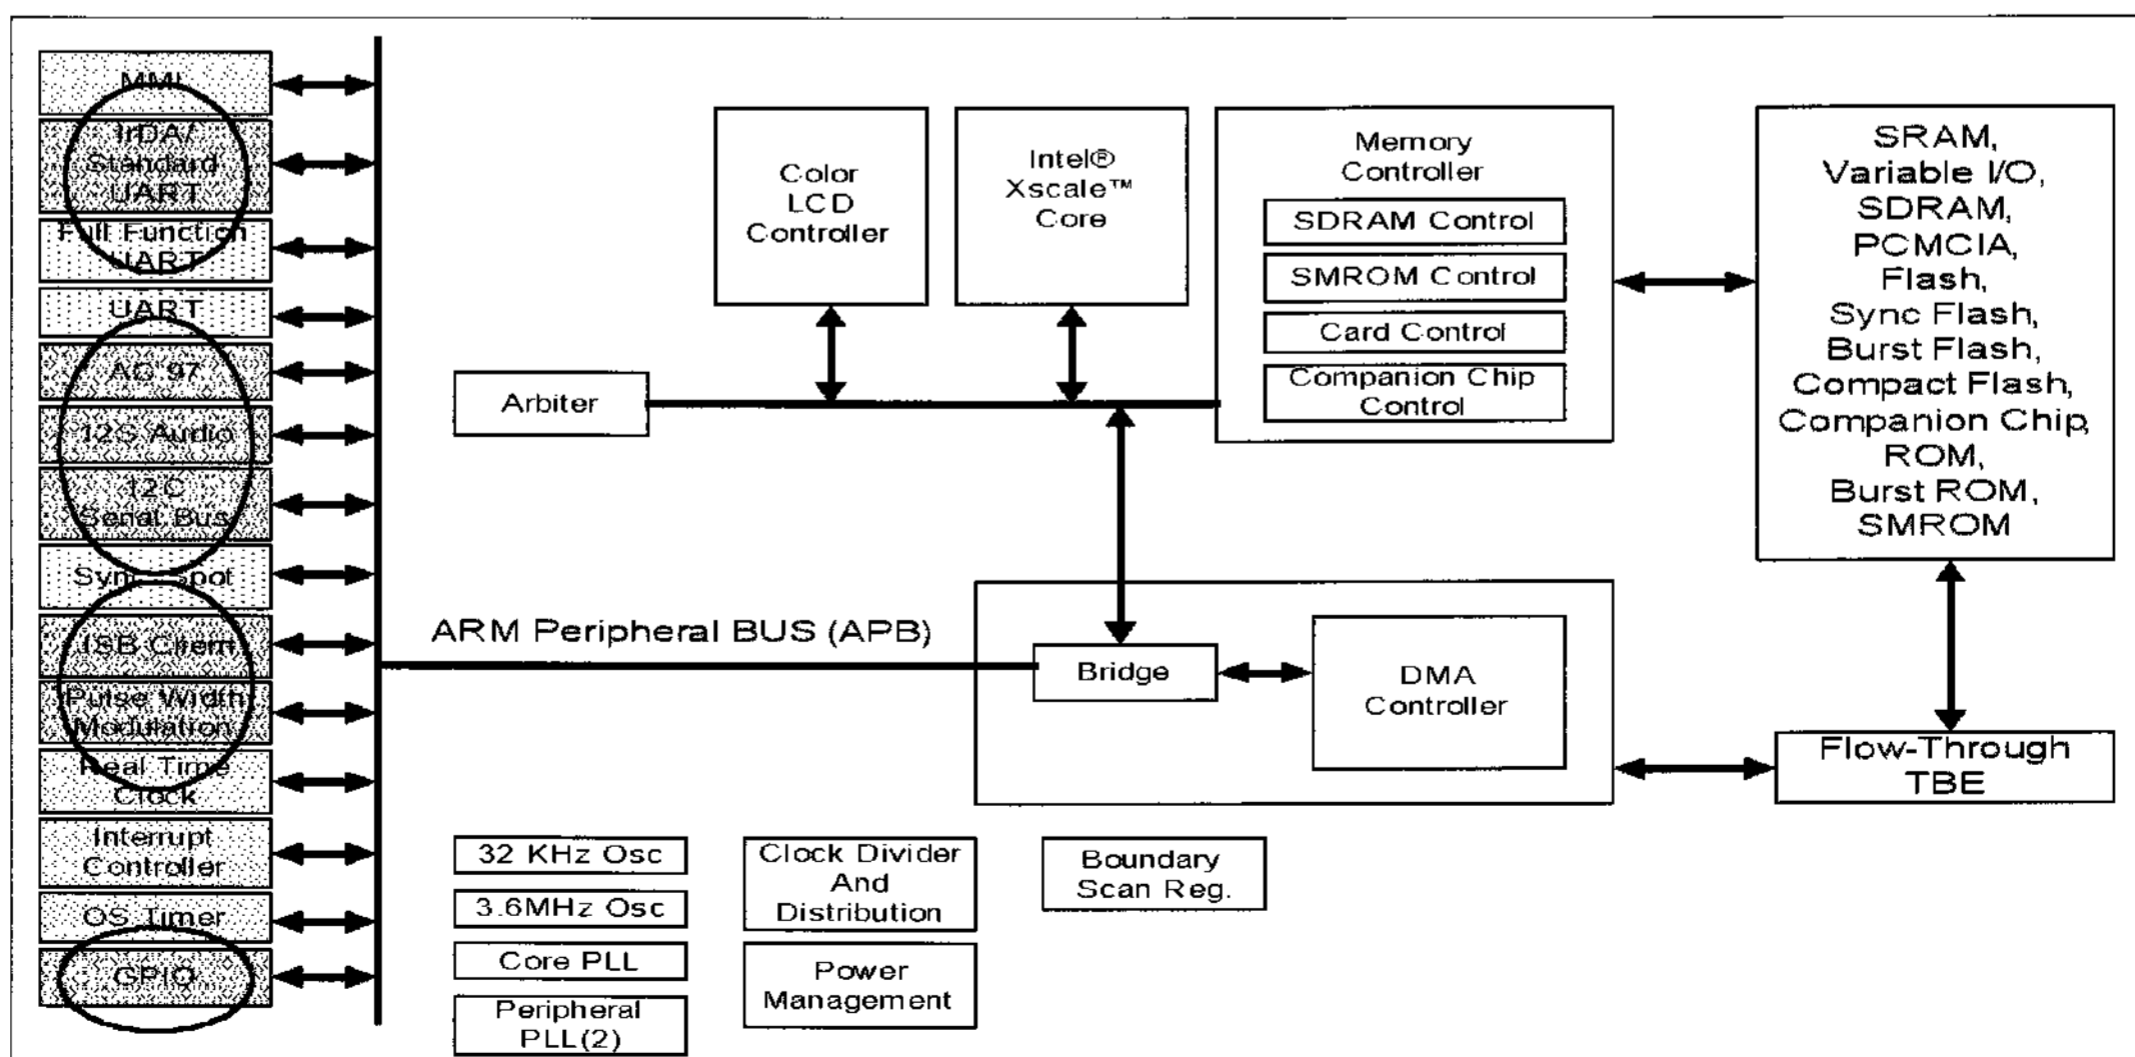 MMI
IrDA/
Standard
UART
Full Function
UART
UART
AC 97
I2S Audio
I2C
Serial Bus
Sync Spot
Pulse Width
Modulation
Real Time
Clock
Interrupt
Controller
OS Timer
GPIO
Color
LCD
Controller
Intel®
Xscale™
Core
Memory
Controller
SDRAM Control
SMROM Control
Card Control
Companion Chip
Control
SRAM,
Variable I/O,
SDRAM,
PCMCIA,
Flash,
Sync Flash,
Burst Flash,
Compact Flash,
Companion Chip,
ROM,
Burst ROM,
SMROM
Arbiter
ARM Peripheral BUS (APB)
Bridge
DMA
Controller
Flow-Through
TBE
32 KHz Osc
3.6MHz Osc
Core PLL
Peripheral
PLL(2)
Clock Divider
And
Distribution
Power
Management
Boundary
Scan Reg.